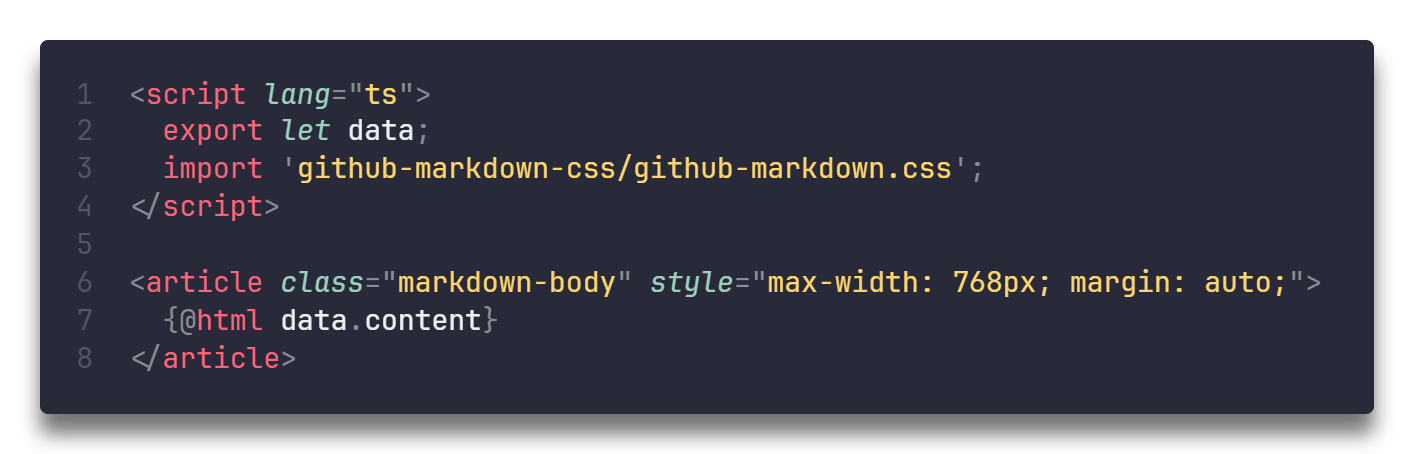 1 <script lang="ts">
2   export let data;
3   import 'github-markdown-css/github-markdown.css';
4 </script>
5
6 <article class="markdown-body" style="max-width: 768px; margin: auto;">
7   {@html data.content}
8 </article>